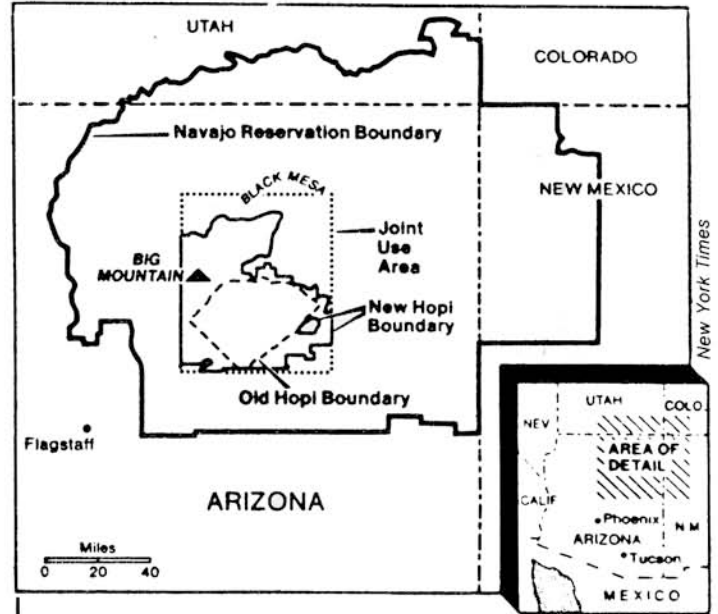 UTAH
COLORADO
Navajo Reservation Boundary
BLACK MESA
NEW MEXICO
Joint
Use
Area
BIG
MOUNTAIN
New Hopi
Boundary
Old Hopi Boundary
Flagstaff
ARIZONA
Miles
0 20 40
New York Times
UTAH
COLO.
NEV
AREA OF
DETAIL
CALIF
Phoenix
N M
ARIZONA
Tucson
MEXICO